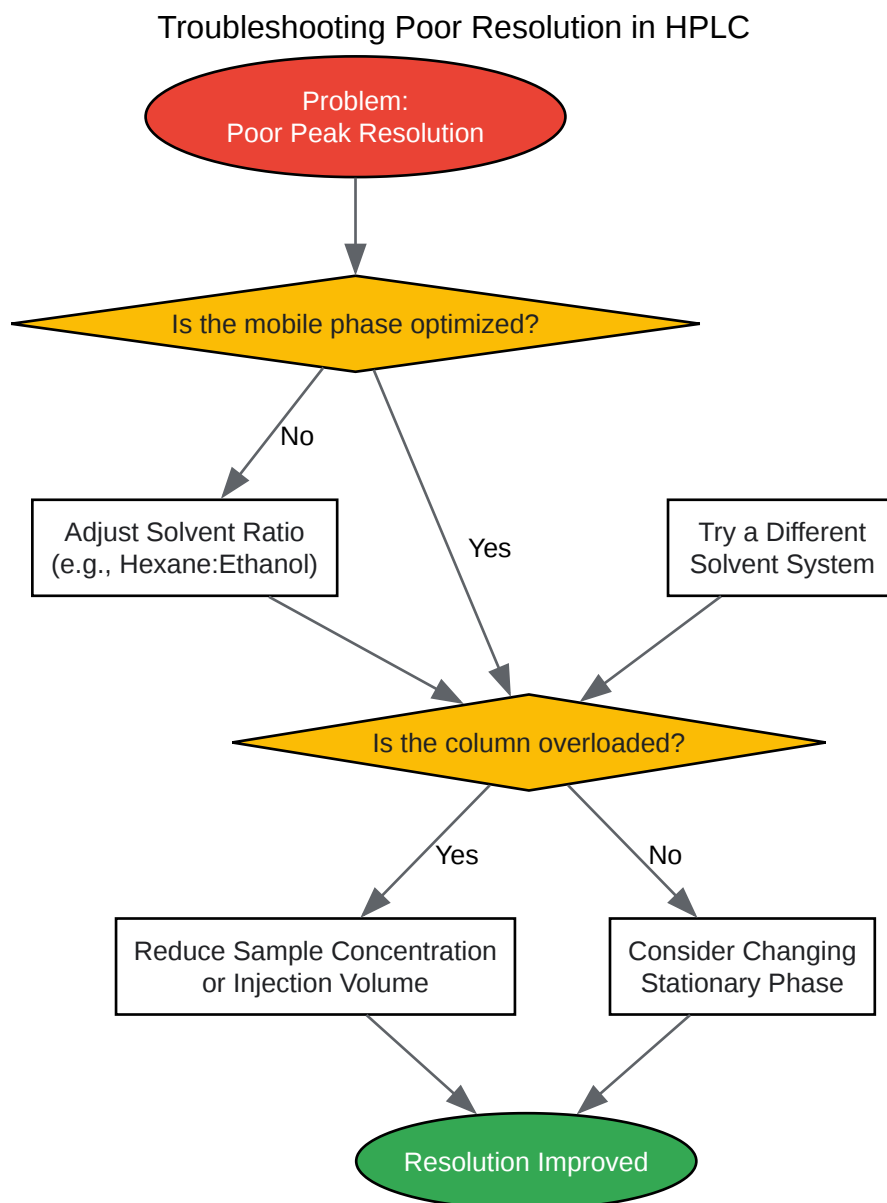 Troubleshooting Poor Resolution in HPLC
Problem:
Poor Peak Resolution
Is the mobile phase optimized?
No
Yes
Adjust Solvent Ratio
(e.g., Hexane:Ethanol)
Try a Different
Solvent System
Is the column overloaded?
Yes
No
Reduce Sample Concentration
or Injection Volume
Consider Changing
Stationary Phase
Resolution Improved